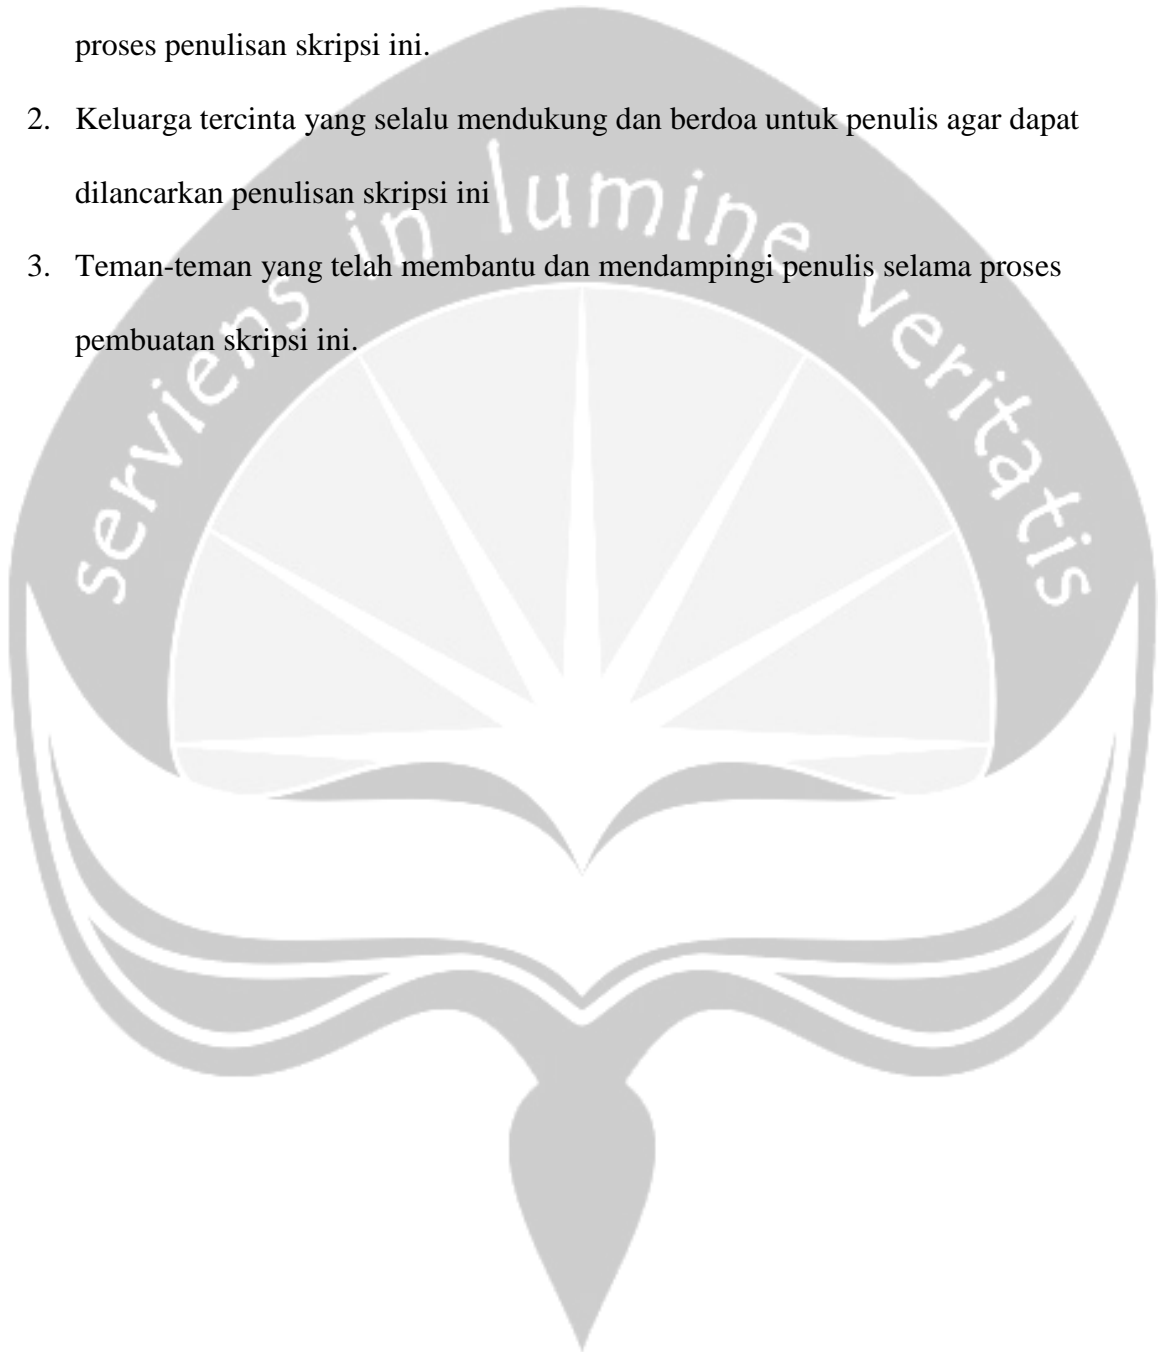 proses penulisan skripsi ini.
2. Keluarga tercinta yang selalu mendukung dan berdoa untuk penulis agar dapat
dilancarkan penulisan skripsi ini
3. Teman-teman yang telah membantu dan mendampingi penulis selama proses
pembuatan skripsi ini.
serviens in lumine veritatis